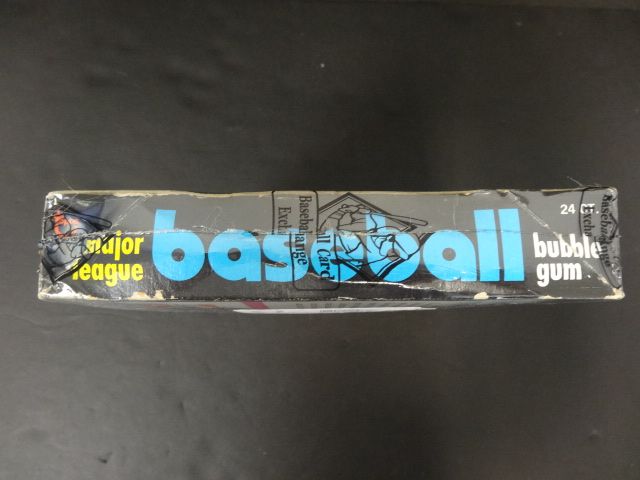 24 CT.
major league
baseball
bubble gum
Baseball Card
Exchange